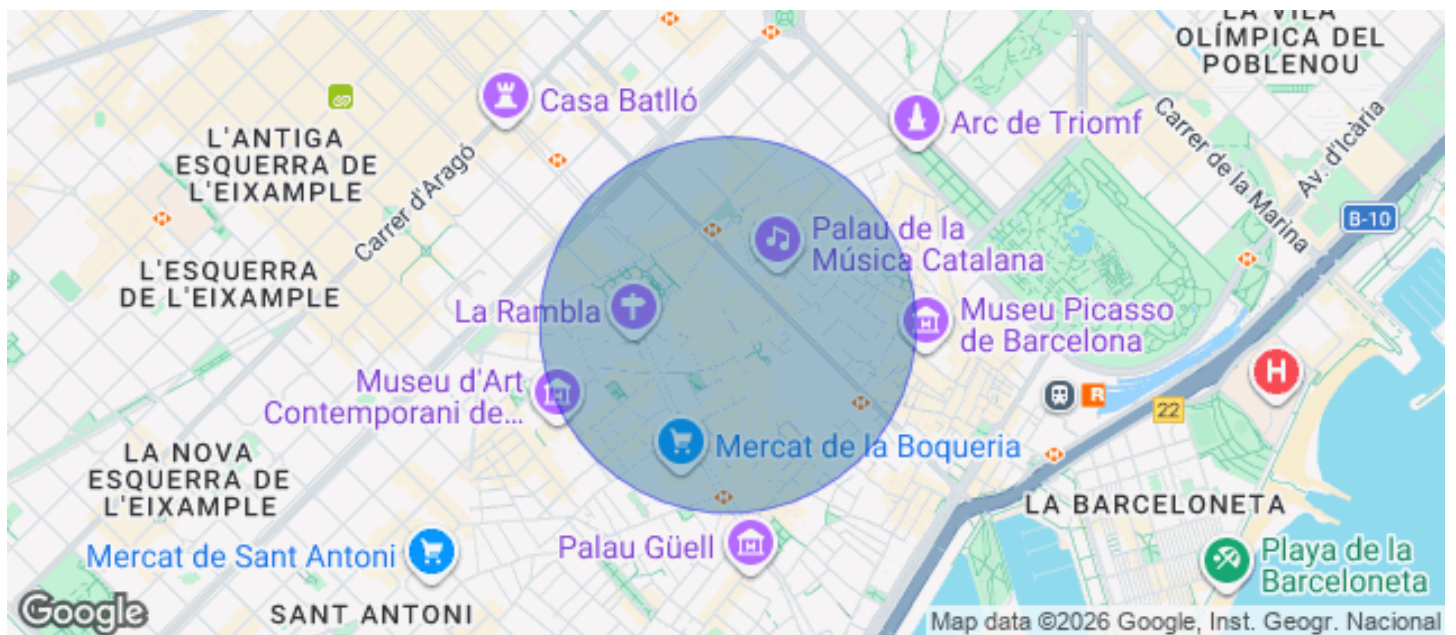 LA VILA
OLÍMPICA DEL
POBLENOU
Casa Batlló
Arc de Triomf
L'ANTIGA
ESQUERRA DE
L'EIXAMPLE
Carrer d'Aragó
Carrer de la Marina
Av. d'Icària
B-10
L'ESQUERRA
DE L'EIXAMPLE
Palau de la
Música Catalana
La Rambla
Museu Picasso
de Barcelona
Museu d'Art
Contemporani de...
H
R
22
Mercat de la Boqueria
LA NOVA
ESQUERRA DE
L'EIXAMPLE
LA BARCELONETA
Mercat de Sant Antoni
Palau Güell
Playa de la
Barceloneta
SANT ANTONI
Google
Map data ©2026 Google, Inst. Geogr. Nacional